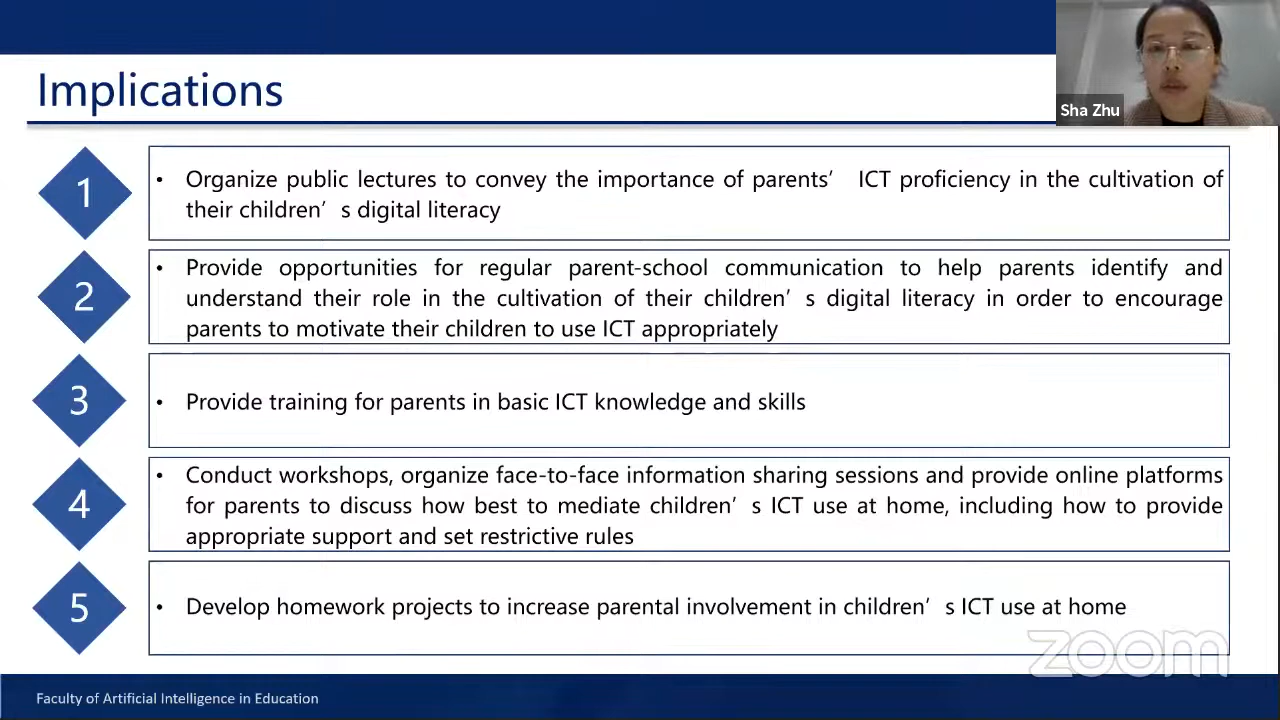 Implications
Sha Zhu
1
• Organize public lectures to convey the importance of parents’ ICT proficiency in the cultivation of
their children’s digital literacy
2
• Provide opportunities for regular parent-school communication to help parents identify and
understand their role in the cultivation of their children’s digital literacy in order to encourage
parents to motivate their children to use ICT appropriately
3
• Provide training for parents in basic ICT knowledge and skills
4
• Conduct workshops, organize face-to-face information sharing sessions and provide online platforms
for parents to discuss how best to mediate children’s ICT use at home, including how to provide
appropriate support and set restrictive rules
5
• Develop homework projects to increase parental involvement in children’s ICT use at home
zoom
Faculty of Artificial Intelligence in Education